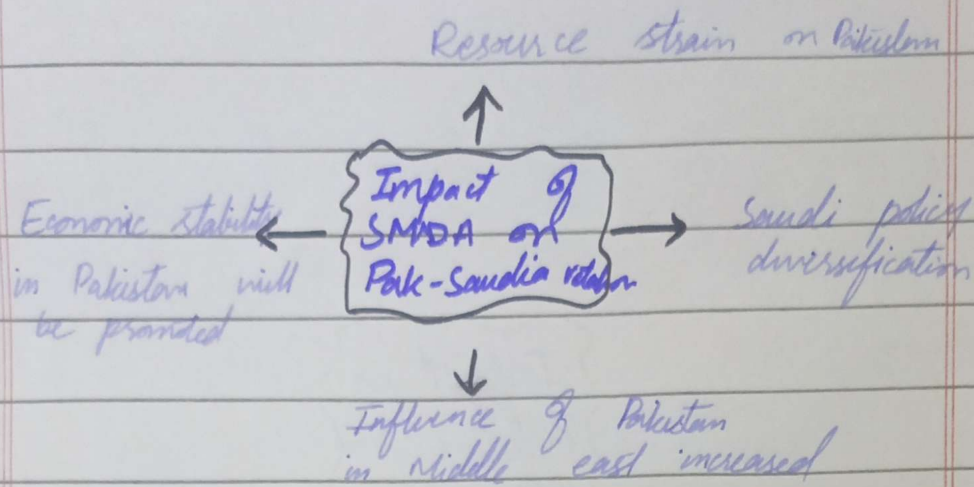 Resource strain on Pakistan
Impact of
SMDA on
Pak-Saudia relation
Economic stability
in Pakistan will
be promoted
Saudi policy
diversification
Influence of Pakistan
in Middle east increased